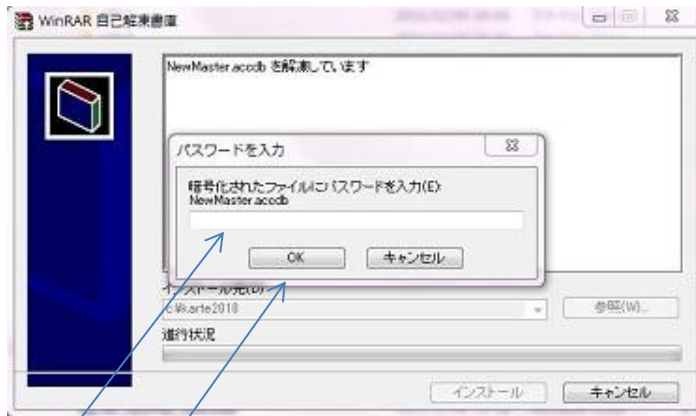 WinRAR 自己解凍書庫
NewMaster.accdb を解凍しています
パスワードを入力
暗号化されたファイルにパスワードを入力(E):
NewMaster.accdb
OK
キャンセル
インストール先(D)
c:¥karte2018
参照(W)...
進行状況
インストール
キャンセル